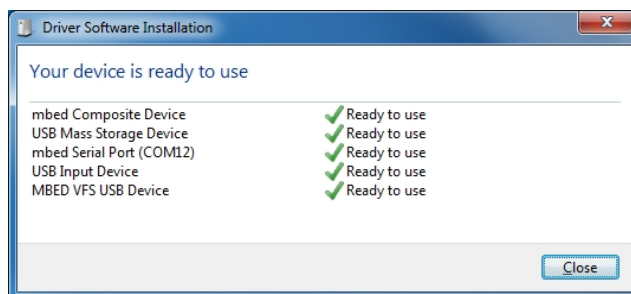 Driver Software Installation
Your device is ready to use
mbed Composite Device Ready to use
USB Mass Storage Device Ready to use
mbed Serial Port (COM12) Ready to use
USB Input Device Ready to use
MBED VFS USB Device Ready to use
Close